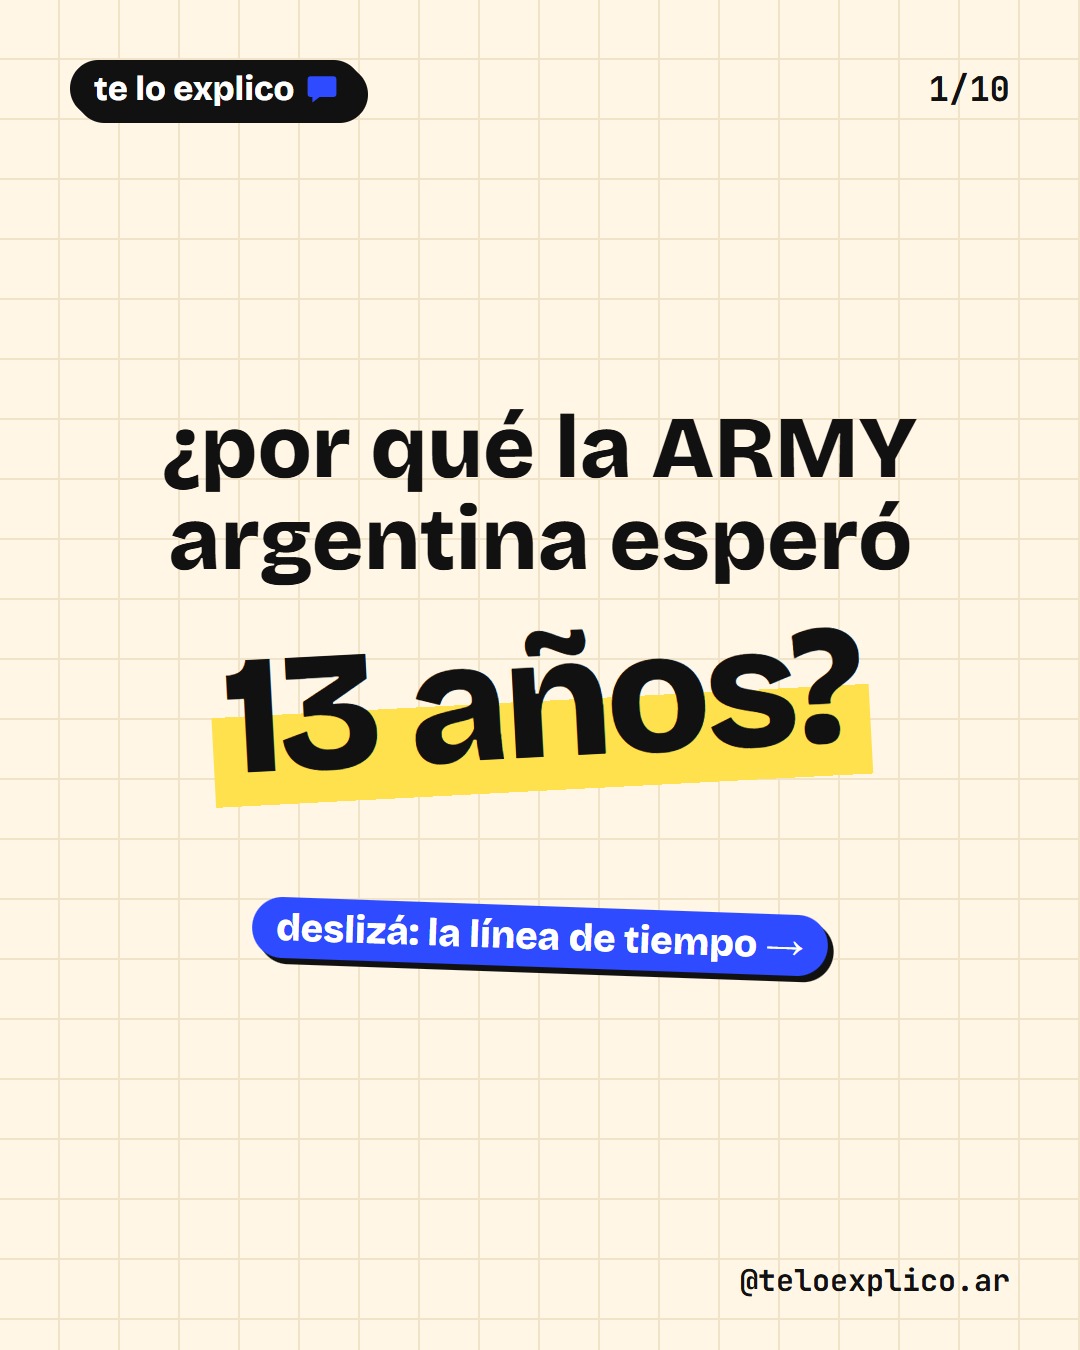 te lo explico
1/10
¿por qué la ARMY
argentina esperó
13 años?
deslizá: la línea de tiempo →
@teloexplico.ar